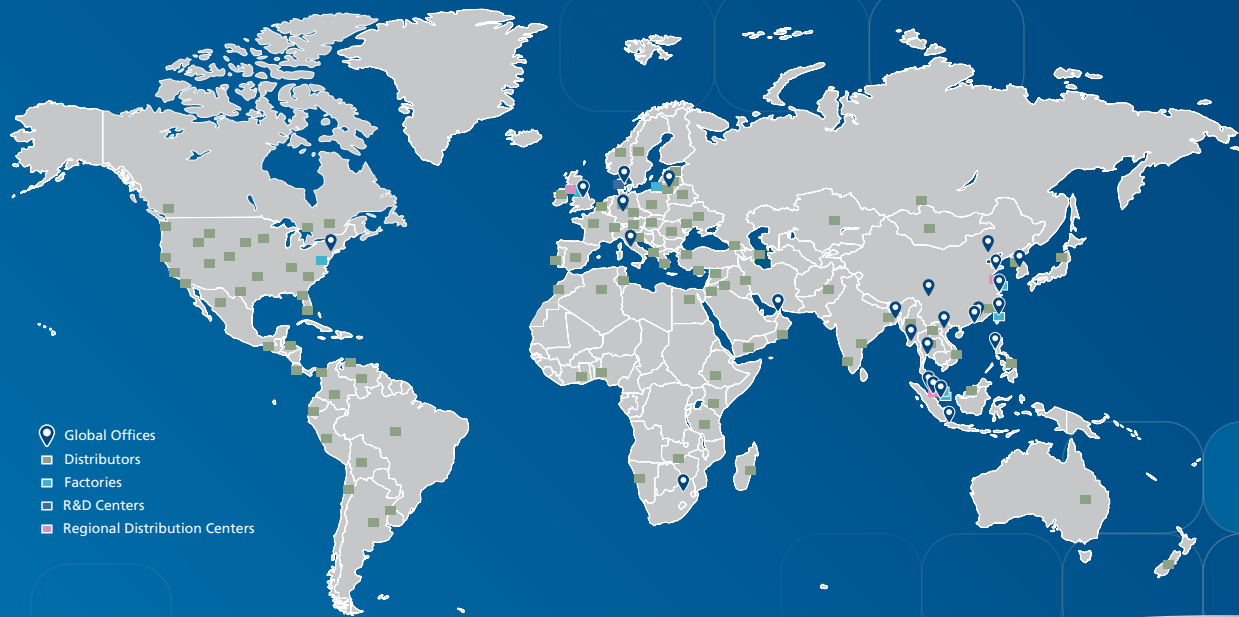 Global Offices
Distributors
Factories
R&D Centers
Regional Distribution Centers